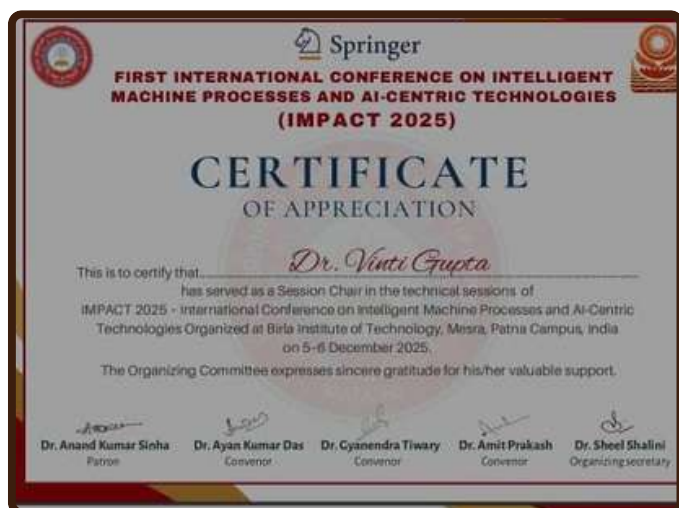 Springer
FIRST INTERNATIONAL CONFERENCE ON INTELLIGENT
MACHINE PROCESSES AND AI-CENTRIC TECHNOLOGIES
(IMPACT 2025)
CERTIFICATE
OF APPRECIATION
This is to certify that Dr. Vinti Gupta
has served as a Session Chair in the technical sessions of
IMPACT 2025 - International Conference on Intelligent Machine Processes and AI-Centric
Technologies Organized at Birla Institute of Technology, Mesra, Patna Campus, India
on 5-6 December 2025.
The Organizing Committee expresses sincere gratitude for his/her valuable support.
Dr. Anand Kumar Sinha Dr. Ayan Kumar Das Dr. Gyanendra Tiwary Dr. Amit Prakash Dr. Sheel Shalini
Patron Convenor Convenor Convenor Organizing secretary